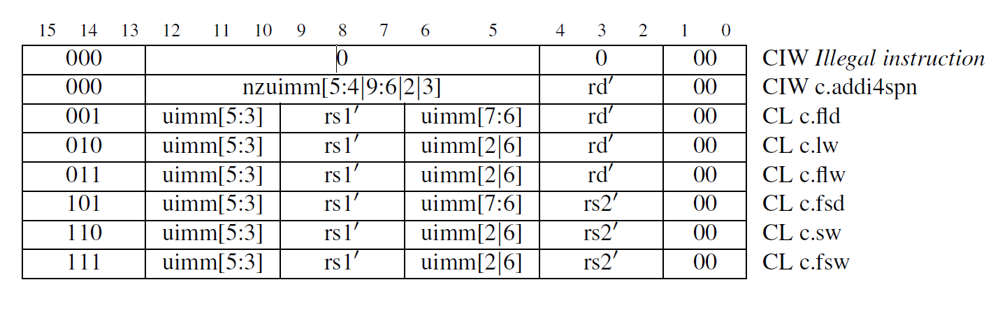 15 14 13 12 11 10 9 8 7 6 5 4 3 2 1 0
000 0 0 00 CIW Illegal instruction
000 nzuimm[5:4|9:6|2|3] rd′ 00 CIW c.addi4spn
001 uimm[5:3] rs1′ uimm[7:6] rd′ 00 CL c.fld
010 uimm[5:3] rs1′ uimm[2|6] rd′ 00 CL c.lw
011 uimm[5:3] rs1′ uimm[2|6] rd′ 00 CL c.flw
101 uimm[5:3] rs1′ uimm[7:6] rs2′ 00 CL c.fsd
110 uimm[5:3] rs1′ uimm[2|6] rs2′ 00 CL c.sw
111 uimm[5:3] rs1′ uimm[2|6] rs2′ 00 CL c.fsw